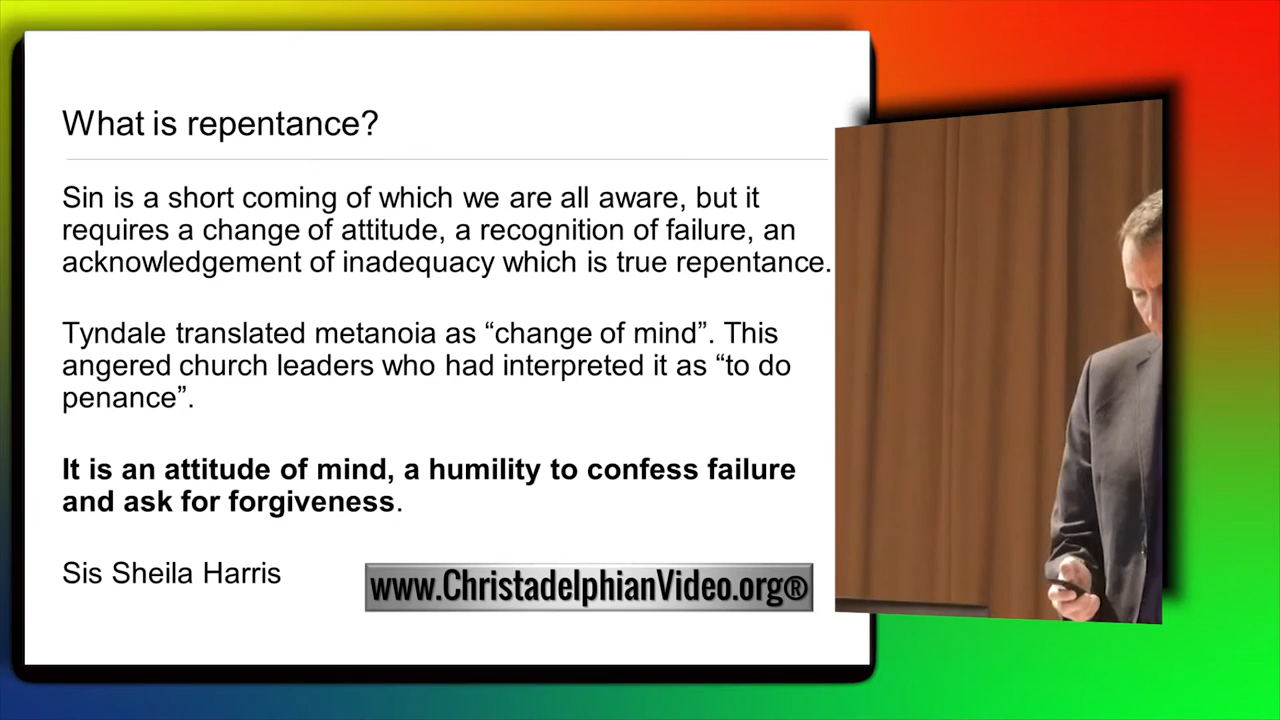 What is repentance?
Sin is a short coming of which we are all aware, but it
requires a change of attitude, a recognition of failure, an
acknowledgement of inadequacy which is true repentance.
Tyndale translated metanoia as “change of mind”. This
angered church leaders who had interpreted it as “to do
penance”.
It is an attitude of mind, a humility to confess failure
and ask for forgiveness.
Sis Sheila Harris
www.ChristadelphianVideo.org®